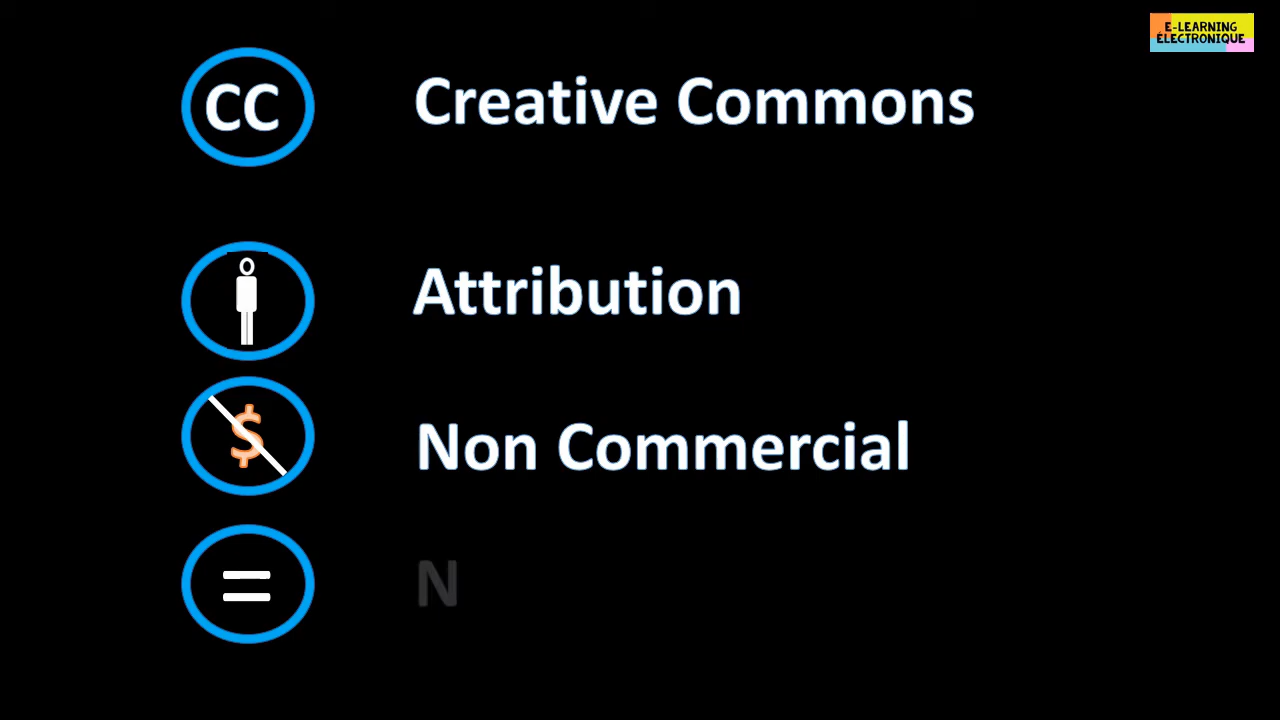 E-LEARNING
ÉLECTRONIQUE
CC Creative Commons
Attribution
$ Non Commercial
= N